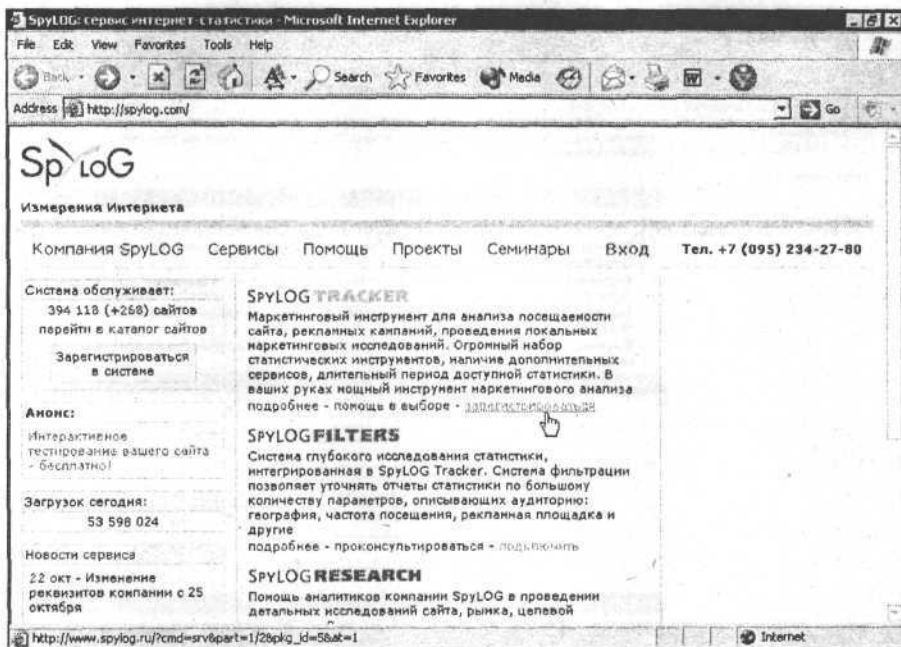 SpyLOG: сервис интернет-статистики - Microsoft Internet Explorer
File Edit View Favorites Tools Help
Back Search Favorites Media
Address http://spylog.com/ Go
SpyLOG
Измерения Интернета
Компания SpyLOG Сервисы Помощь Проекты Семинары Вход Тел. +7 (095) 234-27-80
Система обслуживает:
394 118 (+268) сайтов
перейти в каталог сайтов
Зарегистрироваться
в системе
Анонс:
Интерактивное
тестирование вашего сайта
- бесплатно!
Загрузок сегодня:
53 598 024
Новости сервиса
22 окт - Изменение
реквизитов компании с 25
октября
SPYLOG TRACKER
Маркетинговый инструмент для анализа посещаемости
сайта, рекламных кампаний, проведения локальных
маркетинговых исследований. Огромный набор
статистических инструментов, наличие дополнительных
сервисов, длительный период доступной статистики. В
ваших руках мощный инструмент маркетингового анализа
подробнее - помощь в выборе - зарегистрироваться
SPYLOG FILTERS
Система глубокого исследования статистики,
интегрированная в SpyLOG Tracker. Система фильтрации
позволяет уточнять отчеты статистики по большому
количеству параметров, описывающих аудиторию:
география, частота посещения, рекламная площадка и
другие
подробнее - проконсультироваться - подключить
SPYLOG RESEARCH
Помощь аналитиков компании SpyLOG в проведении
детальных исследований сайта, рынка, целевой
http://www.spylog.ru/?cmd=srv&part=1/2&pkg_id=5&at=1 Internet